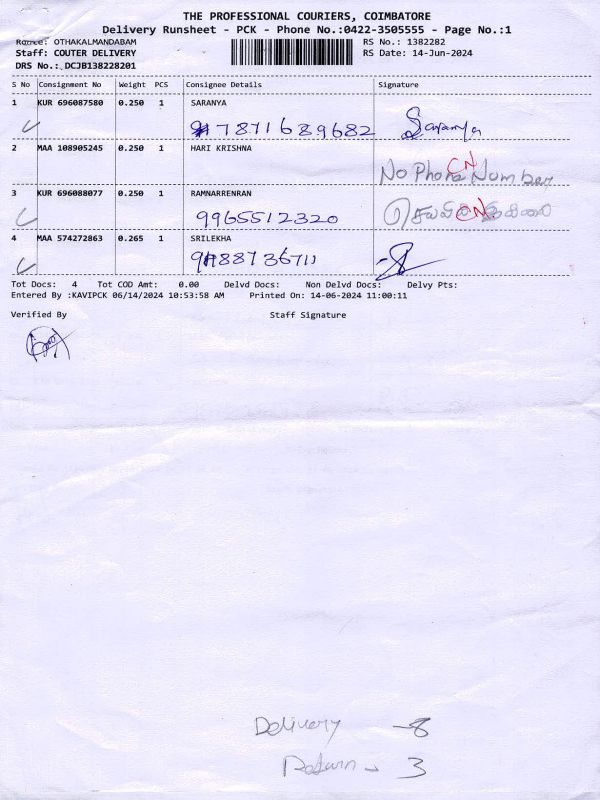 THE PROFESSIONAL COURIERS, COIMBATORE
Delivery Runsheet - PCK - Phone No.:0422-3505555 - Page No.:1
Route: OTHAKALMANDABAM RS No.: 1382282
Staff: COUTER DELIVERY RS Date: 14-Jun-2024
DRS No.: DCJB138228201
S No Consignment No Weight PCS Consignee Details Signature
1 KUR 696087580 0.250 1 SARANYA
7871689682 Saranya
2 MAA 108905245 0.250 1 HARI KRISHNA
No Phone Number CN
3 KUR 696088077 0.250 1 RAMNARRENRAN
9965512320 CN
4 MAA 574272863 0.265 1 SRILEKHA
9788736711
Tot Docs: 4 Tot COD Amt: 0.00 Delvd Docs: Non Delvd Docs: Delvy Pts:
Entered By :KAVIPCK 06/14/2024 10:53:58 AM Printed On: 14-06-2024 11:00:11
Verified By Staff Signature
Delivery - 8
Return - 3